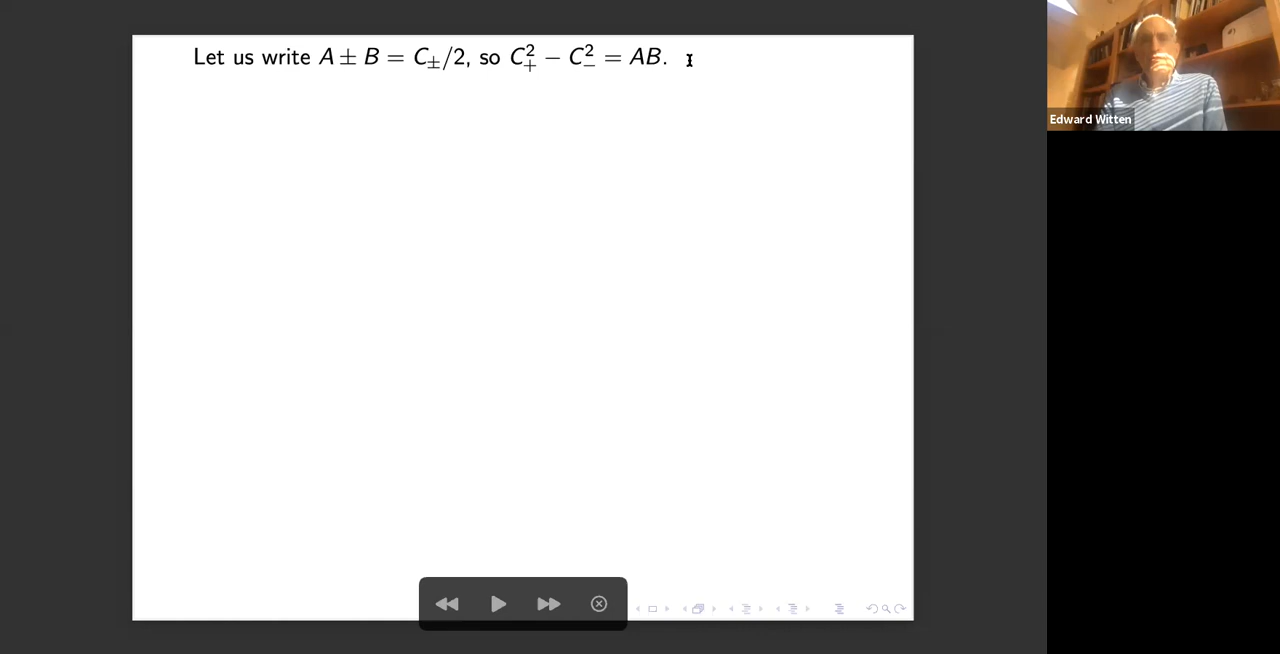 Let us write A ± B = C±/2, so C₊² − C₋² = AB.
Edward Witten